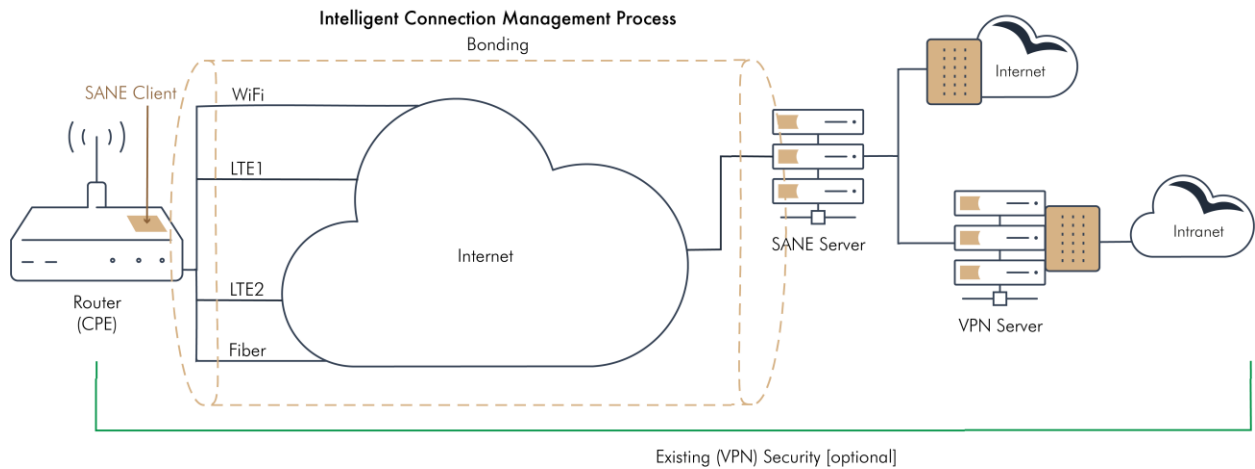 Intelligent Connection Management Process
Bonding
SANE Client
WiFi
LTE1
LTE2
Fiber
Internet
Router
(CPE)
SANE Server
Internet
Intranet
VPN Server
Existing (VPN) Security [optional]